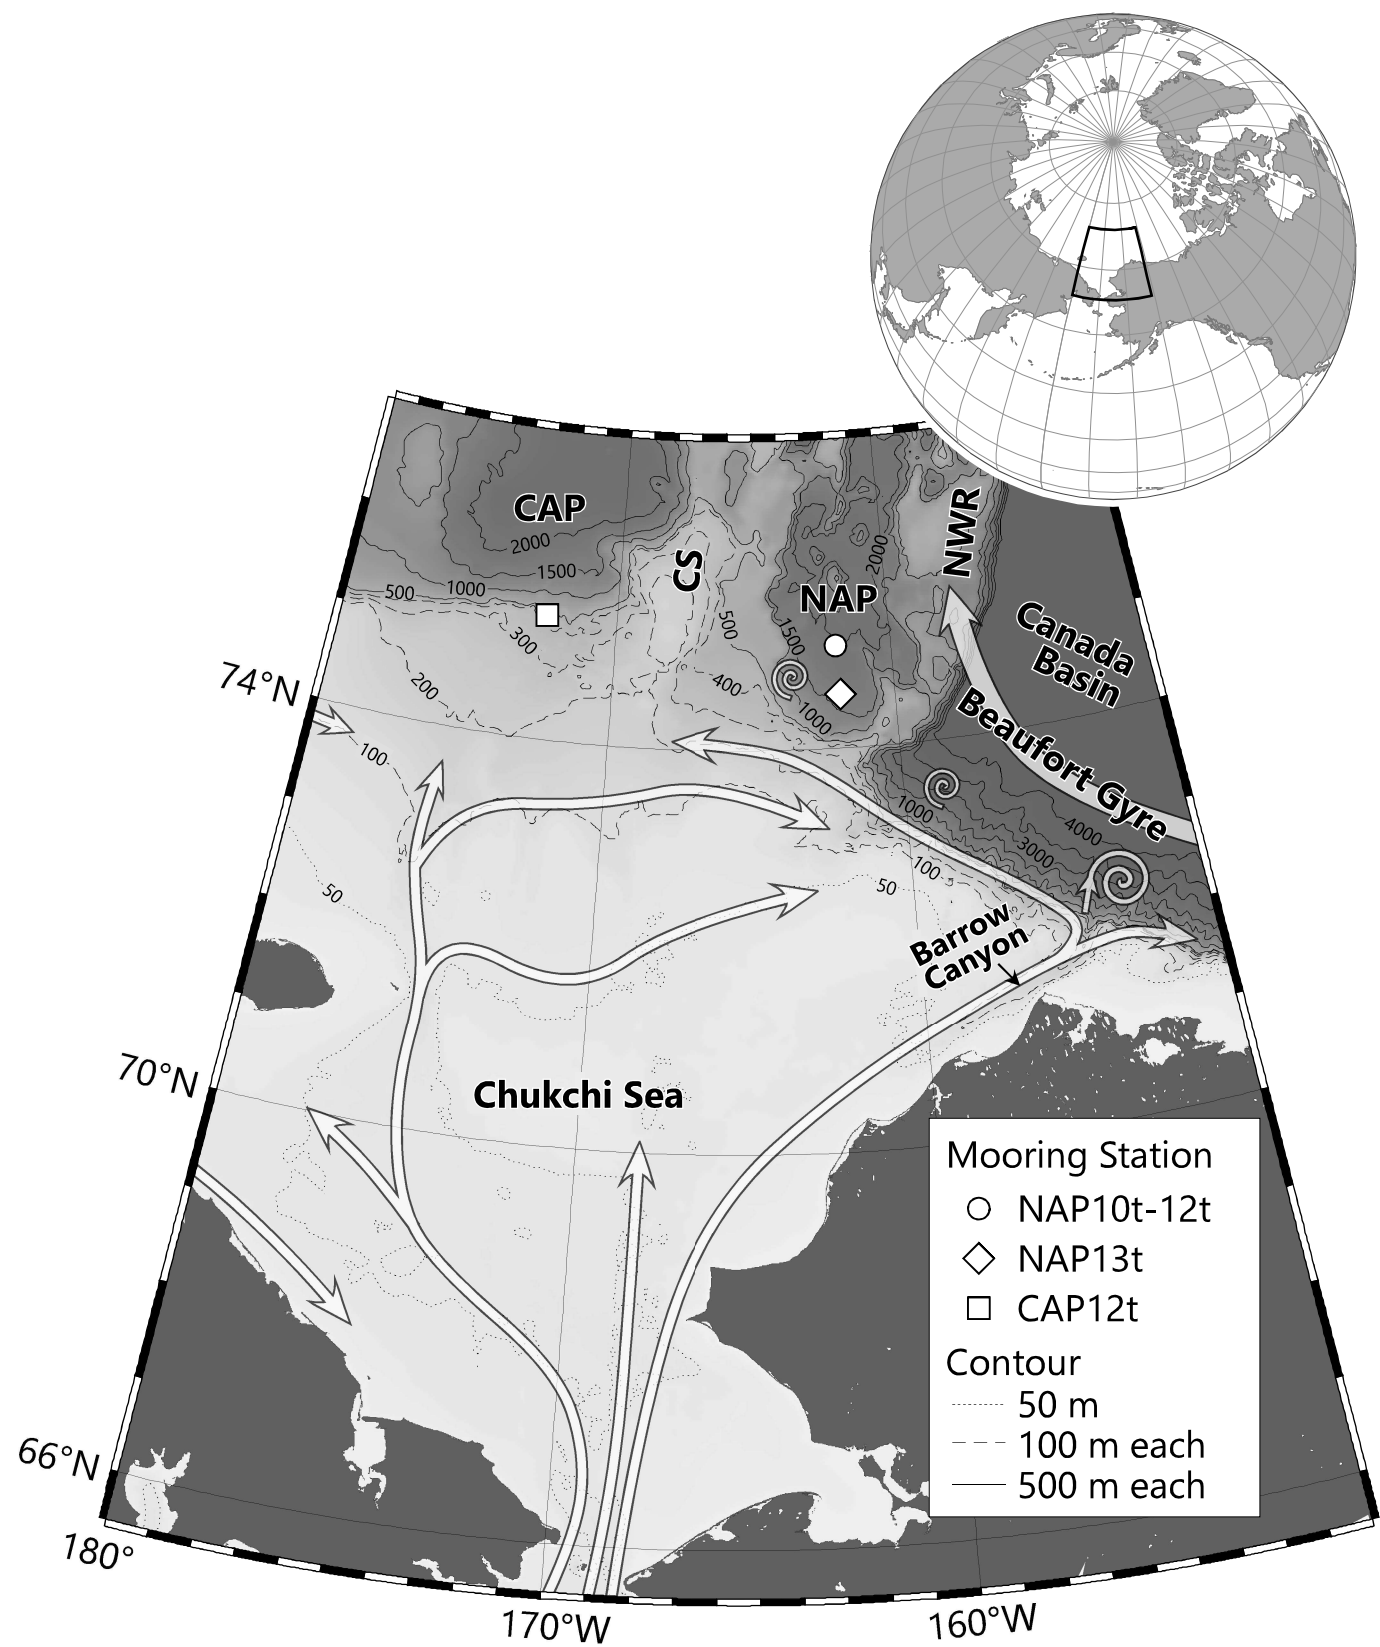 CAP
2000
1500
1000
500
300
200
100
50
CS
NWR
2000
NAP
500
1500
400
1000
Canada
Basin
Beaufort Gyre
4000
3000
1000
100
50
Barrow
Canyon
Chukchi Sea
74°N
70°N
66°N
180°
170°W
160°W
Mooring Station
NAP10t-12t
NAP13t
CAP12t
Contour
50 m
100 m each
500 m each